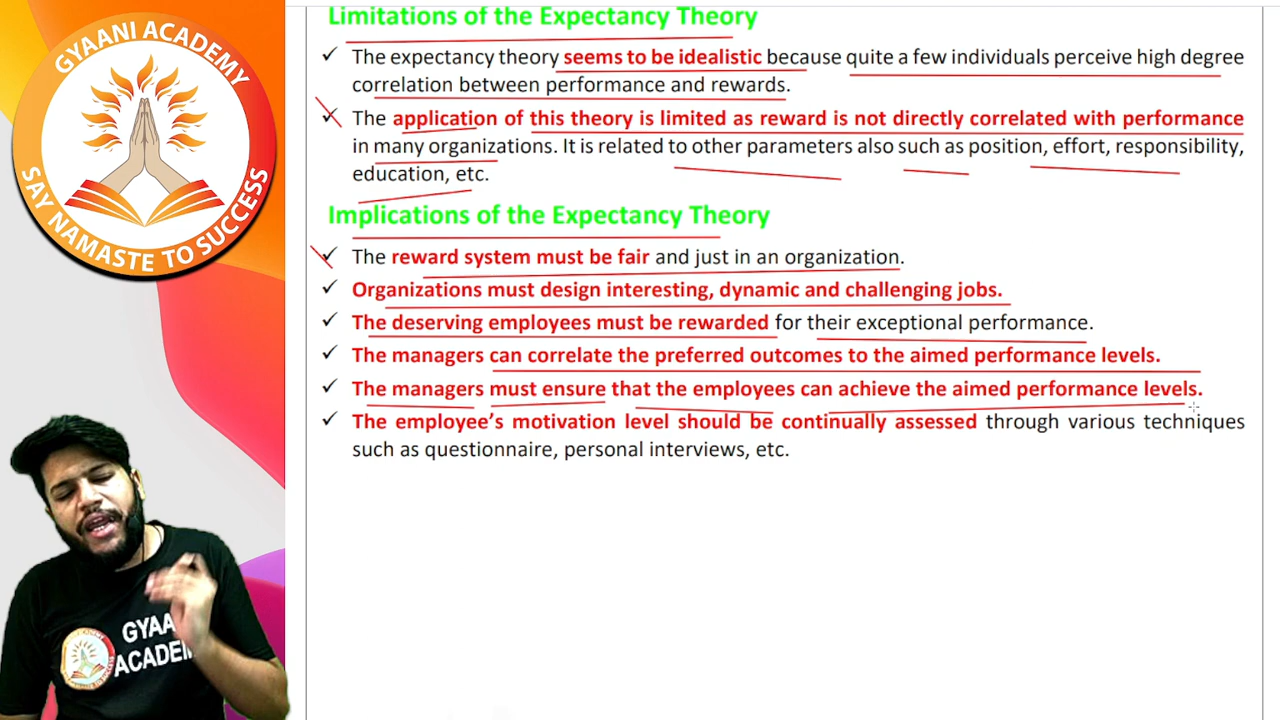 GYAANI ACADEMY
SAY NAMASTE TO SUCCESS
Limitations of the Expectancy Theory
✓ The expectancy theory seems to be idealistic because quite a few individuals perceive high degree
correlation between performance and rewards.
✓ The application of this theory is limited as reward is not directly correlated with performance
in many organizations. It is related to other parameters also such as position, effort, responsibility,
education, etc.
Implications of the Expectancy Theory
✓ The reward system must be fair and just in an organization.
✓ Organizations must design interesting, dynamic and challenging jobs.
✓ The deserving employees must be rewarded for their exceptional performance.
✓ The managers can correlate the preferred outcomes to the aimed performance levels.
✓ The managers must ensure that the employees can achieve the aimed performance levels.
✓ The employee’s motivation level should be continually assessed through various techniques
such as questionnaire, personal interviews, etc.